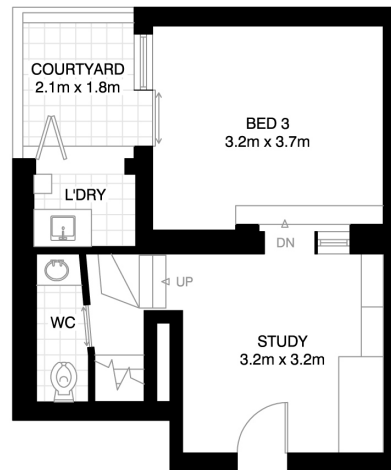 COURTYARD
2.1m x 1.8m
BED 3
3.2m x 3.7m
L'DRY
DN
UP
WC
STUDY
3.2m x 3.2m